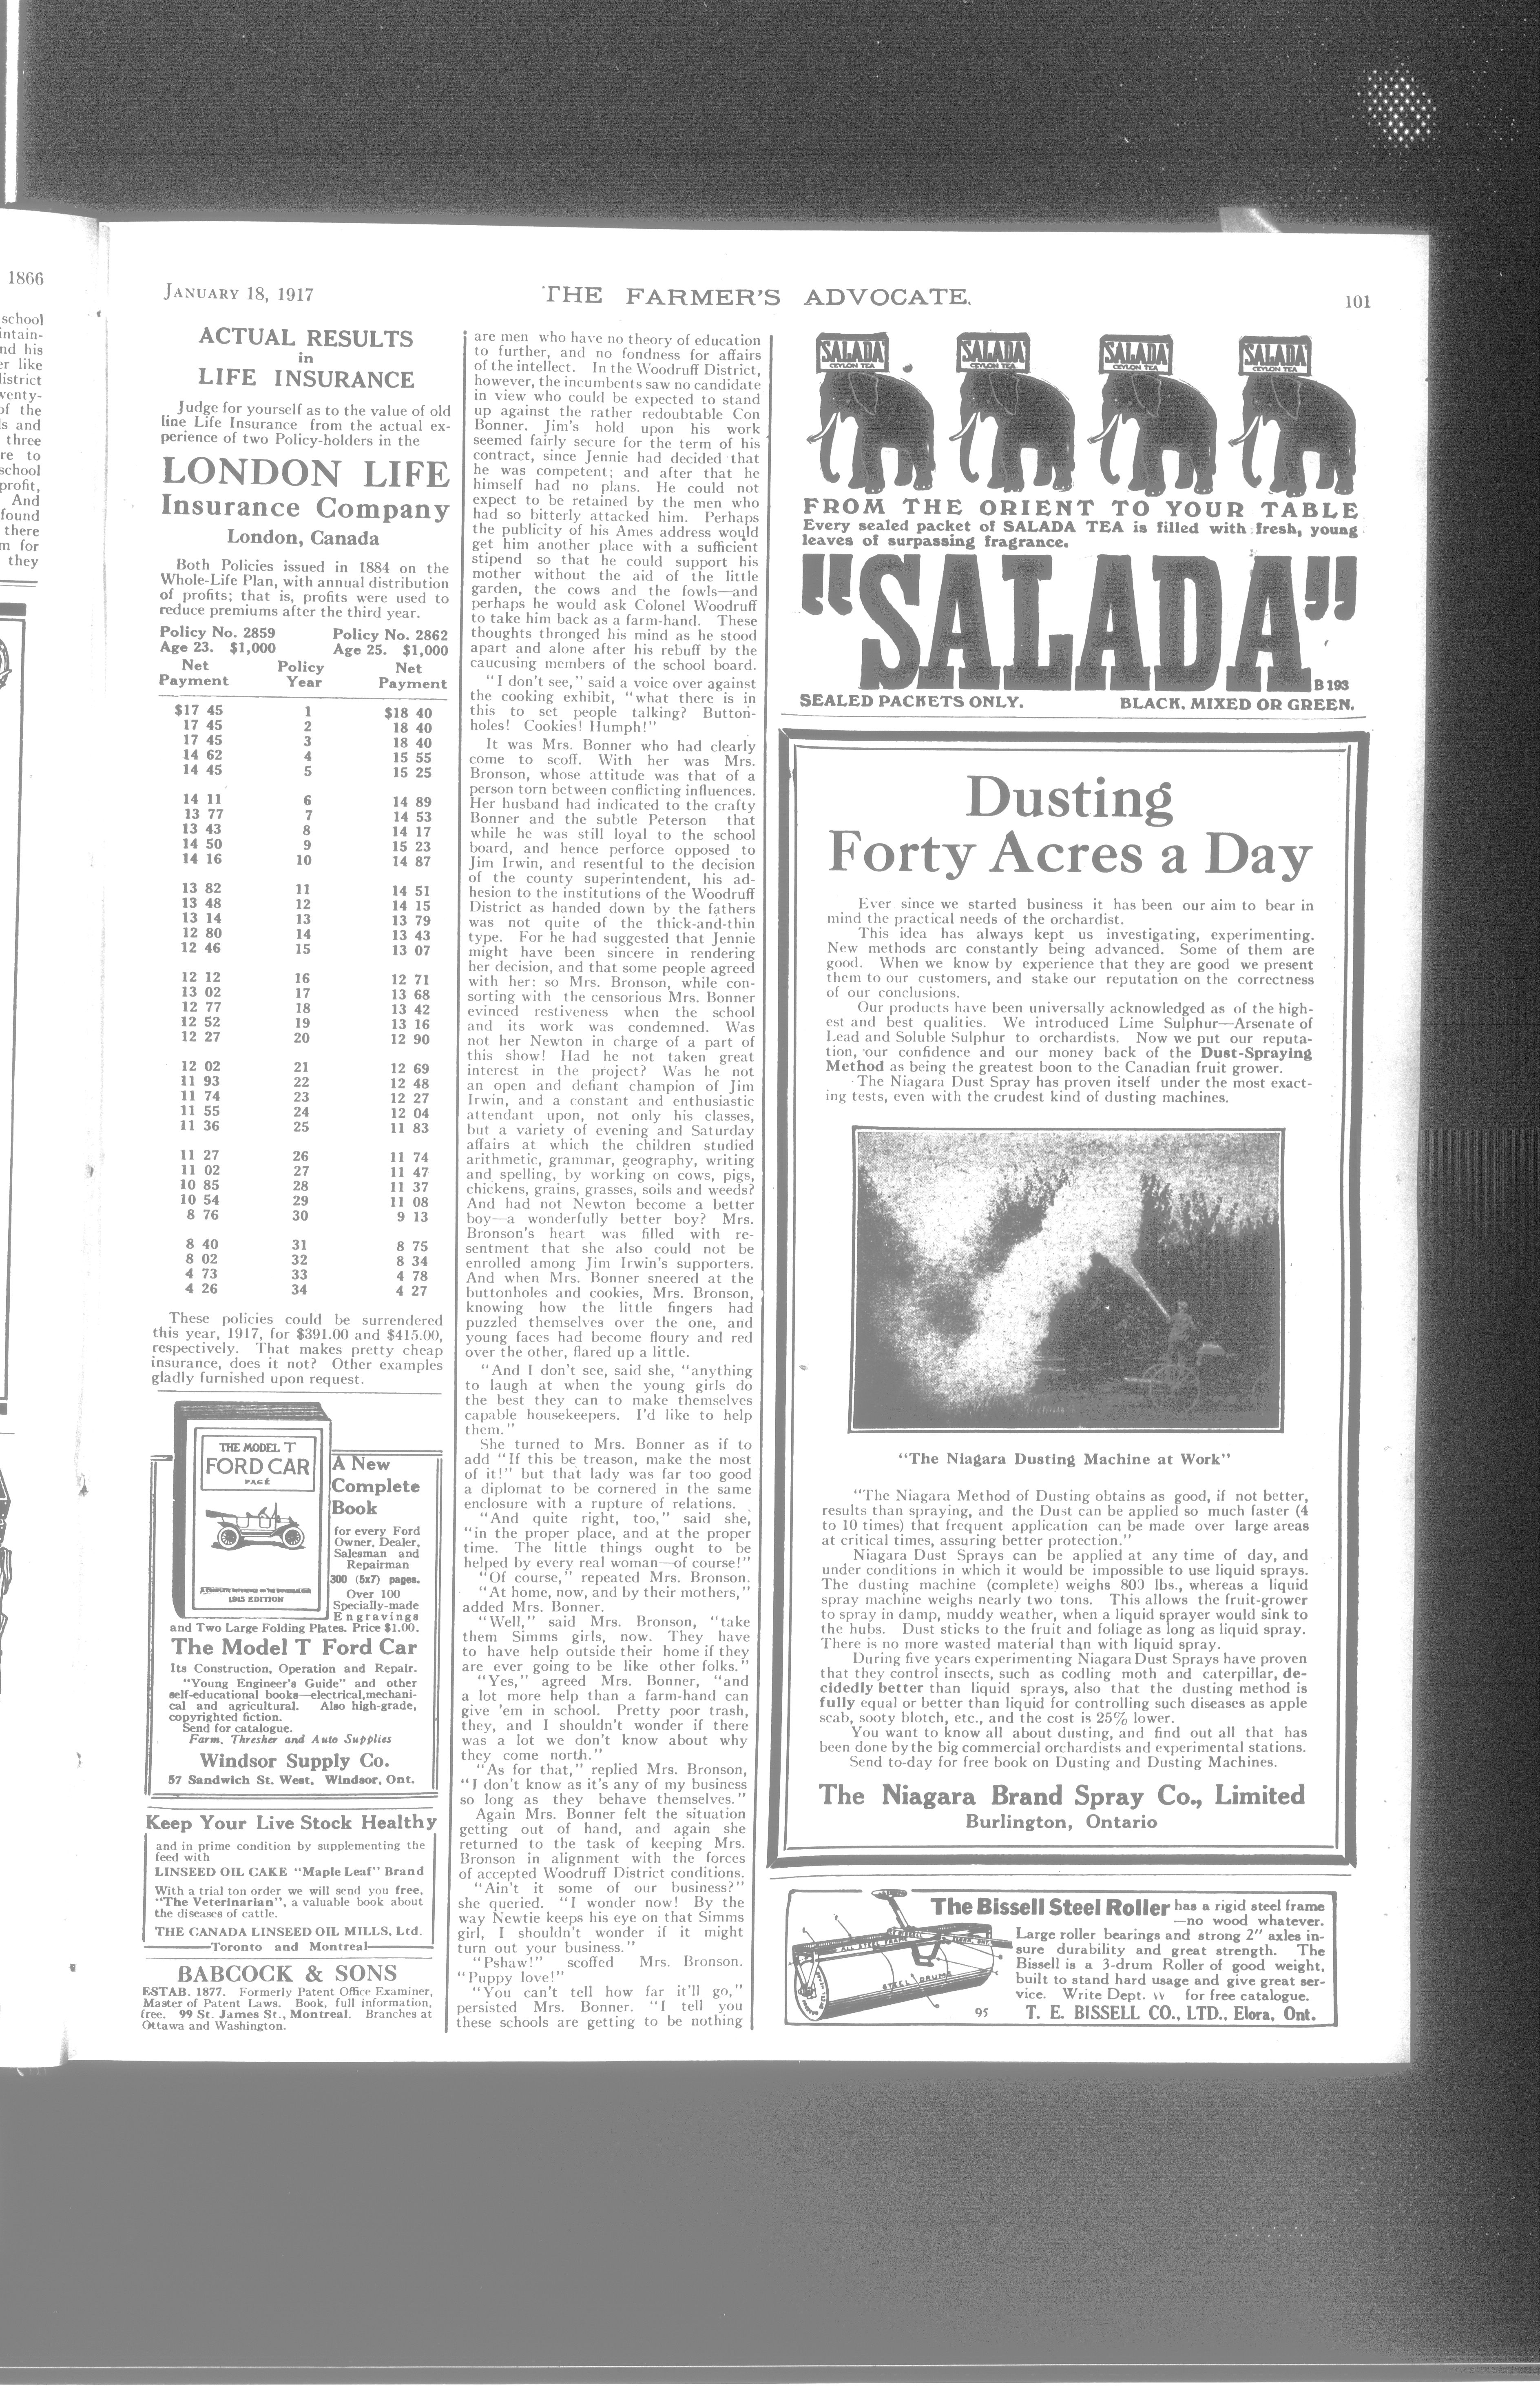 1866
school
intain-
nd his
er like
district
venty-
of the
ls and
three
re to
school
profit,
And
found
there
m for
they
JANUARY 18, 1917
THE FARMER'S ADVOCATE.
101
ACTUAL RESULTS
in
LIFE INSURANCE
Judge for yourself as to the value of old
line Life Insurance from the actual ex-
perience of two Policy-holders in the
LONDON LIFE
Insurance Company
London, Canada
Both Policies issued in 1884 on the
Whole-Life Plan, with annual distribution
of profits; that is, profits were used to
reduce premiums after the third year.
Policy No. 2859 Policy No. 2862
Age 23. $1,000 Age 25. $1,000
Net Policy Net
Payment Year Payment
$17 45 1 $18 40
17 45 2 18 40
17 45 3 18 40
14 62 4 15 55
14 45 5 15 25
14 11 6 14 89
13 77 7 14 53
13 43 8 14 17
14 50 9 15 23
14 16 10 14 87
13 82 11 14 51
13 48 12 14 15
13 14 13 13 79
12 80 14 13 43
12 46 15 13 07
12 12 16 12 71
13 02 17 13 68
12 77 18 13 42
12 52 19 13 16
12 27 20 12 90
12 02 21 12 69
11 93 22 12 48
11 74 23 12 27
11 55 24 12 04
11 36 25 11 83
11 27 26 11 74
11 02 27 11 47
10 85 28 11 37
10 54 29 11 08
8 76 30 9 13
8 40 31 8 75
8 02 32 8 34
4 73 33 4 78
4 26 34 4 27
These policies could be surrendered
this year, 1917, for $391.00 and $415.00,
respectively. That makes pretty cheap
insurance, does it not? Other examples
gladly furnished upon request.
THE MODEL T
FORD CAR
PAGÉ
1915 EDITION
A New
Complete
Book
for every Ford
Owner, Dealer,
Salesman and
Repairman
300 (5x7) pages.
Over 100
Specially-made
Engravings
and Two Large Folding Plates. Price $1.00.
The Model T Ford Car
Its Construction, Operation and Repair.
"Young Engineer's Guide" and other
self-educational books—electrical, mechani-
cal and agricultural. Also high-grade,
copyrighted fiction.
Send for catalogue.
Farm, Thresher and Auto Supplies
Windsor Supply Co.
57 Sandwich St. West, Windsor, Ont.
Keep Your Live Stock Healthy
and in prime condition by supplementing the
feed with
LINSEED OIL CAKE "Maple Leaf" Brand
With a trial ton order we will send you free,
"The Veterinarian", a valuable book about
the diseases of cattle.
THE CANADA LINSEED OIL MILLS, Ltd.
Toronto and Montreal
BABCOCK & SONS
ESTAB. 1877. Formerly Patent Office Examiner,
Master of Patent Laws. Book, full information,
free. 99 St. James St., Montreal. Branches at
Ottawa and Washington.
are men who have no theory of education
to further, and no fondness for affairs
of the intellect. In the Woodruff District,
however, the incumbents saw no candidate
in view who could be expected to stand
up against the rather redoubtable Con
Bonner. Jim's hold upon his work
seemed fairly secure for the term of his
contract, since Jennie had decided that
he was competent; and after that he
himself had no plans. He could not
expect to be retained by the men who
had so bitterly attacked him. Perhaps
the publicity of his Ames address would
get him another place with a sufficient
stipend so that he could support his
mother without the aid of the little
garden, the cows and the fowls—and
perhaps he would ask Colonel Woodruff
to take him back as a farm-hand. These
thoughts thronged his mind as he stood
apart and alone after his rebuff by the
caucusing members of the school board.
"I don't see," said a voice over against
the cooking exhibit, "what there is in
this to set people talking? Button-
holes! Cookies! Humph!"
It was Mrs. Bonner who had clearly
come to scoff. With her was Mrs.
Bronson, whose attitude was that of a
person torn between conflicting influences.
Her husband had indicated to the crafty
Bonner and the subtle Peterson that
while he was still loyal to the school
board, and hence perforce opposed to
Jim Irwin, and resentful to the decision
of the county superintendent, his ad-
hesion to the institutions of the Woodruff
District as handed down by the fathers
was not quite of the thick-and-thin
type. For he had suggested that Jennie
might have been sincere in rendering
her decision, and that some people agreed
with her: so Mrs. Bronson, while con-
sorting with the censorious Mrs. Bonner
evinced restiveness when the school
and its work was condemned. Was
not her Newton in charge of a part of
this show! Had he not taken great
interest in the project? Was he not
an open and defiant champion of Jim
Irwin, and a constant and enthusiastic
attendant upon, not only his classes,
but a variety of evening and Saturday
affairs at which the children studied
arithmetic, grammar, geography, writing
and spelling, by working on cows, pigs,
chickens, grains, grasses, soils and weeds?
And had not Newton become a better
boy—a wonderfully better boy? Mrs.
Bronson's heart was filled with re-
sentment that she also could not be
enrolled among Jim Irwin's supporters.
And when Mrs. Bonner sneered at the
buttonholes and cookies, Mrs. Bronson,
knowing how the little fingers had
puzzled themselves over the one, and
young faces had become floury and red
over the other, flared up a little.
"And I don't see, said she, "anything
to laugh at when the young girls do
the best they can to make themselves
capable housekeepers. I'd like to help
them."
She turned to Mrs. Bonner as if to
add "If this be treason, make the most
of it!" but that lady was far too good
a diplomat to be cornered in the same
enclosure with a rupture of relations.
"And quite right, too," said she,
"in the proper place, and at the proper
time. The little things ought to be
helped by every real woman—of course!"
"Of course," repeated Mrs. Bronson.
"At home, now, and by their mothers,"
added Mrs. Bonner.
"Well," said Mrs. Bronson, "take
them Simms girls, now. They have
to have help outside their home if they
are ever going to be like other folks."
"Yes," agreed Mrs. Bonner, "and
a lot more help than a farm-hand can
give 'em in school. Pretty poor trash,
they, and I shouldn't wonder if there
was a lot we don't know about why
they come north."
"As for that," replied Mrs. Bronson,
"I don't know as it's any of my business
so long as they behave themselves."
Again Mrs. Bonner felt the situation
getting out of hand, and again she
returned to the task of keeping Mrs.
Bronson in alignment with the forces
of accepted Woodruff District conditions.
"Ain't it some of our business?"
she queried. "I wonder now! By the
way Newtie keeps his eye on that Simms
girl, I shouldn't wonder if it might
turn out your business."
"Pshaw!" scoffed Mrs. Bronson.
"Puppy love!"
"You can't tell how far it'll go,"
persisted Mrs. Bonner. "I tell you
these schools are getting to be nothing
SALADA SALADA SALADA SALADA
CEYLON TEA CEYLON TEA CEYLON TEA CEYLON TEA
FROM THE ORIENT TO YOUR TABLE
Every sealed packet of SALADA TEA is filled with fresh, young
leaves of surpassing fragrance.
"SALADA"
B 193
SEALED PACKETS ONLY. BLACK, MIXED OR GREEN.
Dusting
Forty Acres a Day
Ever since we started business it has been our aim to bear in
mind the practical needs of the orchardist.
This idea has always kept us investigating, experimenting.
New methods are constantly being advanced. Some of them are
good. When we know by experience that they are good we present
them to our customers, and stake our reputation on the correctness
of our conclusions.
Our products have been universally acknowledged as of the high-
est and best qualities. We introduced Lime Sulphur—Arsenate of
Lead and Soluble Sulphur to orchardists. Now we put our reputa-
tion, our confidence and our money back of the Dust-Spraying
Method as being the greatest boon to the Canadian fruit grower.
The Niagara Dust Spray has proven itself under the most exact-
ing tests, even with the crudest kind of dusting machines.
"The Niagara Dusting Machine at Work"
"The Niagara Method of Dusting obtains as good, if not better,
results than spraying, and the Dust can be applied so much faster (4
to 10 times) that frequent application can be made over large areas
at critical times, assuring better protection."
Niagara Dust Sprays can be applied at any time of day, and
under conditions in which it would be impossible to use liquid sprays.
The dusting machine (complete) weighs 800 lbs., whereas a liquid
spray machine weighs nearly two tons. This allows the fruit-grower
to spray in damp, muddy weather, when a liquid sprayer would sink to
the hubs. Dust sticks to the fruit and foliage as long as liquid spray.
There is no more wasted material than with liquid spray.
During five years experimenting Niagara Dust Sprays have proven
that they control insects, such as codling moth and caterpillar, de-
cidedly better than liquid sprays, also that the dusting method is
fully equal or better than liquid for controlling such diseases as apple
scab, sooty blotch, etc., and the cost is 25% lower.
You want to know all about dusting, and find out all that has
been done by the big commercial orchardists and experimental stations.
Send to-day for free book on Dusting and Dusting Machines.
The Niagara Brand Spray Co., Limited
Burlington, Ontario
ALL STEEL
STEEL DRUMS
95
The Bissell Steel Roller has a rigid steel frame
—no wood whatever.
Large roller bearings and strong 2" axles in-
sure durability and great strength. The
Bissell is a 3-drum Roller of good weight,
built to stand hard usage and give great ser-
vice. Write Dept. W for free catalogue.
T. E. BISSELL CO., LTD., Elora, Ont.